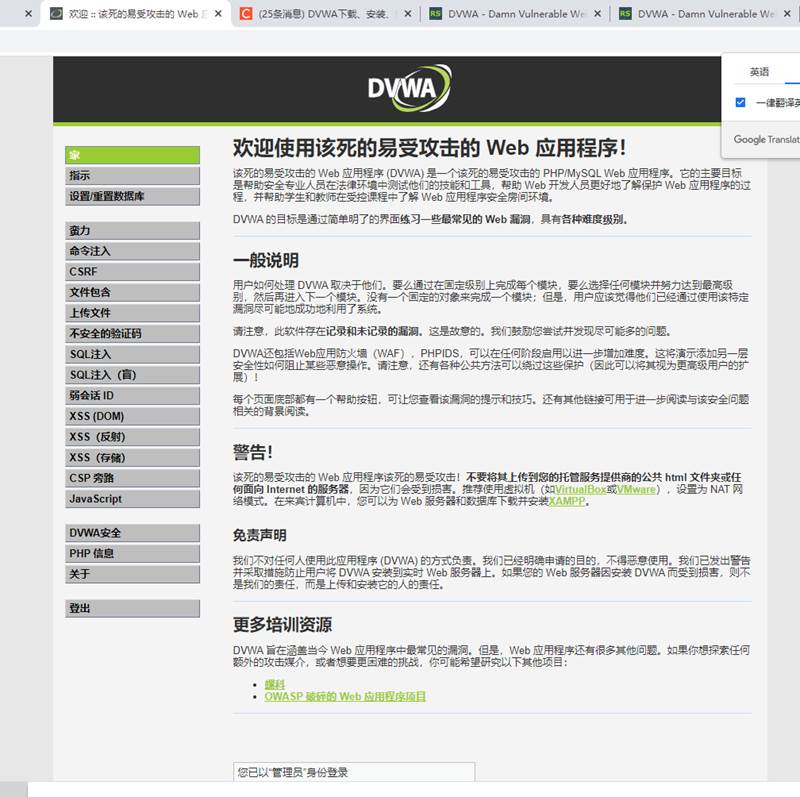 欢迎 :: 该死的易受攻击的 Web 应
(25条消息) DVWA下载、安装、
DVWA - Damn Vulnerable We
DVWA - Damn Vulnerable We
DVWA
英语
一律翻译英
Google Translat
家
指示
设置/重置数据库
蛮力
命令注入
CSRF
文件包含
上传文件
不安全的验证码
SQL注入
SQL注入（盲）
弱会话 ID
XSS (DOM)
XSS（反射）
XSS（存储）
CSP 旁路
JavaScript
DVWA安全
PHP 信息
关于
登出
欢迎使用该死的易受攻击的 Web 应用程序！
该死的易受攻击的 Web 应用程序 (DVWA) 是一个该死的易受攻击的 PHP/MySQL Web 应用程序。它的主要目标
是帮助安全专业人员在法律环境中测试他们的技能和工具，帮助 Web 开发人员更好地了解保护 Web 应用程序的过
程，并帮助学生和教师在受控课程中了解 Web 应用程序安全房间环境。
DVWA 的目标是通过简单明了的界面练习一些最常见的 Web 漏洞，具有各种难度级别。
一般说明
用户如何处理 DVWA 取决于他们。要么通过在固定级别上完成每个模块，要么选择任何模块并努力达到最高级
别，然后再进入下一个模块。没有一个固定的对象来完成一个模块；但是，用户应该觉得他们已经通过使用该特定
漏洞尽可能地成功地利用了系统。
请注意，此软件存在记录和未记录的漏洞。这是故意的。我们鼓励您尝试并发现尽可能多的问题。
DVWA还包括Web应用防火墙（WAF），PHPIDS，可以在任何阶段启用以进一步增加难度。这将演示添加另一层
安全性如何阻止某些恶意操作。请注意，还有各种公共方法可以绕过这些保护（因此可以将其视为更高级用户的扩
展）！
每个页面底部都有一个帮助按钮，可让您查看该漏洞的提示和技巧。还有其他链接可用于进一步阅读与该安全问题
相关的背景阅读。
警告！
该死的易受攻击的 Web 应用程序该死的易受攻击！不要将其上传到您的托管服务提供商的公共 html 文件夹或任
何面向 Internet 的服务器，因为它们会受到损害。推荐使用虚拟机（如VirtualBox或VMware），设置为 NAT 网
络模式。在来宾计算机中，您可以为 Web 服务器和数据库下载并安装XAMPP。
免责声明
我们不对任何人使用此应用程序 (DVWA) 的方式负责。我们已经明确申请的目的，不得恶意使用。我们已发出警告
并采取措施防止用户将 DVWA 安装到实时 Web 服务器上。如果您的 Web 服务器因安装 DVWA 而受到损害，则不
是我们的责任，而是上传和安装它的人的责任。
更多培训资源
DVWA 旨在涵盖当今 Web 应用程序中最常见的漏洞。但是，Web 应用程序还有很多其他问题。如果你想探索任何
额外的攻击媒介，或者想要更困难的挑战，你可能希望研究以下其他项目：
OWASP 破碎的 Web 应用程序项目
您已以“管理员”身份登录